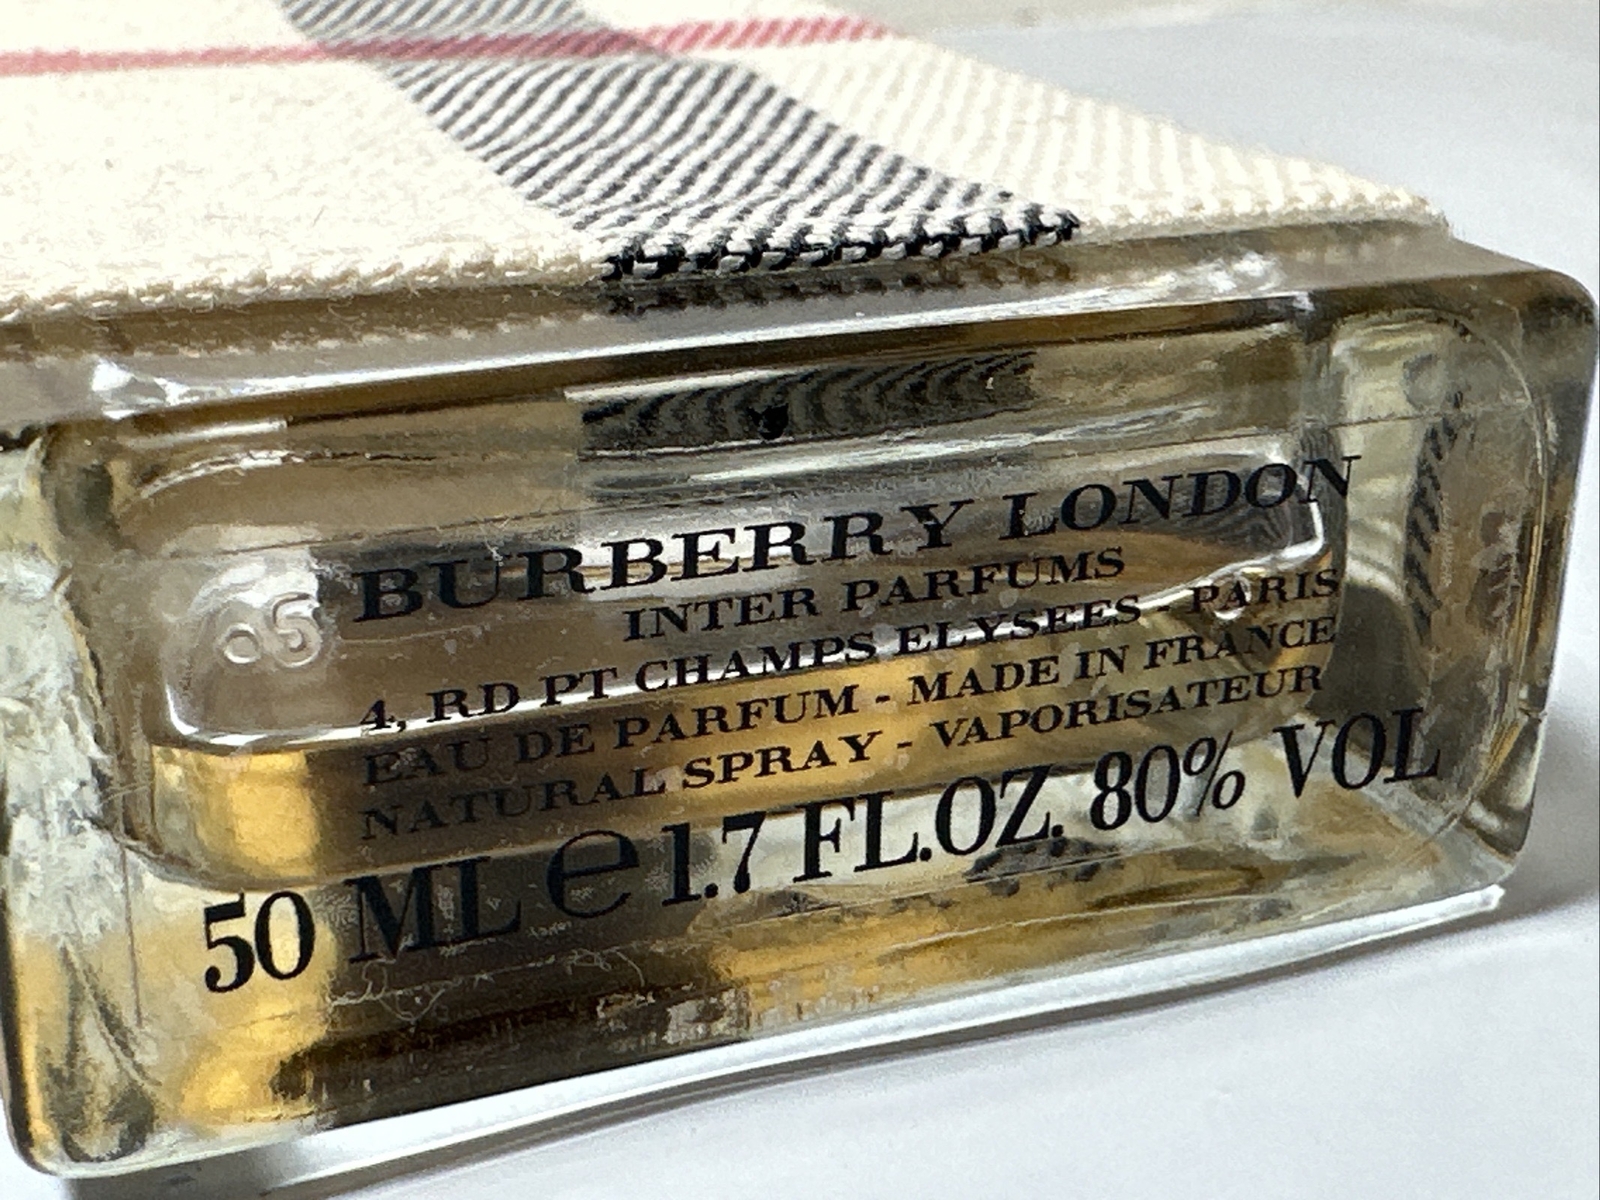 BURBERRY LONDON
INTER PARFUMS
4, RD PT CHAMPS ELYSEES - PARIS
EAU DE PARFUM - MADE IN FRANCE
NATURAL SPRAY - VAPORISATEUR
50 ML ℮ 1.7 FL.OZ. 80% VOL